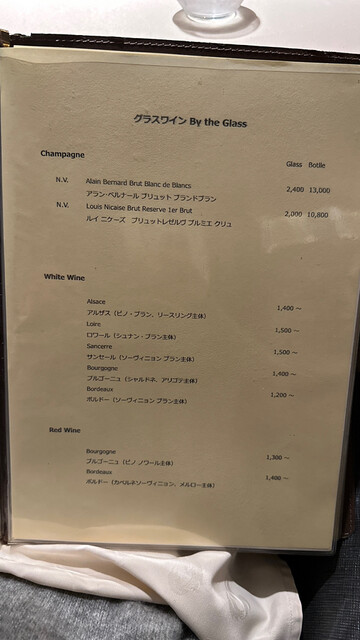 グラスワイン By the Glass
Champagne
Glass Botlle
N.V. Alain Bernard Brut Blanc de Blancs 2,400 13,000
アラン・ベルナール ブリュット ブランドブラン
N.V. Louis Nicaise Brut Reserve 1er Brut 2,000 10,800
ルイ ニケーズ ブリュットレゼルヴ プルミエ クリュ
White Wine
Alsace 1,400 ～
アルザス（ピノ・ブラン、リースリング主体）
Loire 1,500 ～
ロワール（シュナン・ブラン主体）
Sancerre 1,500 ～
サンセール（ソーヴィニョン ブラン主体）
Bourgogne 1,400 ～
ブルゴーニュ（シャルドネ、アリゴテ主体）
Bordeaux 1,200 ～
ボルドー（ソーヴィニョン ブラン主体）
Red Wine
Bourgogne 1,300 ～
ブルゴーニュ（ピノ ノワール主体）
Bordeaux 1,400 ～
ボルドー（カベルネソーヴィニョン、メルロー主体）